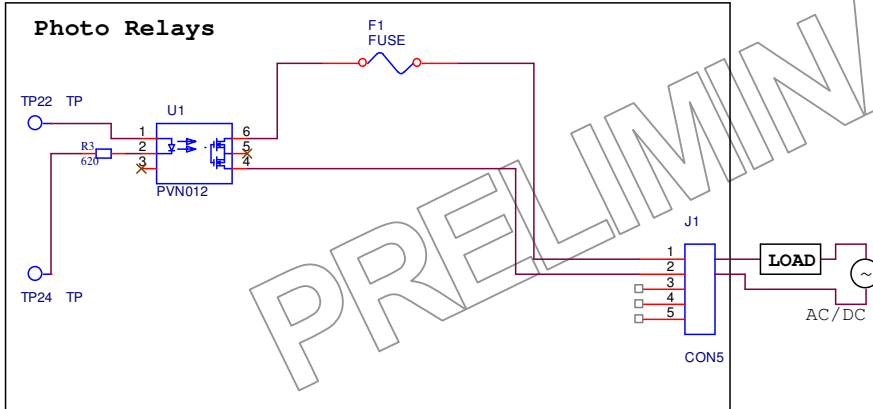 Photo Relays
F1
FUSE
TP22 TP
U1
1
2
3
6
5
4
R3
620
PVN012
TP24 TP
J1
1
2
3
4
5
CON5
LOAD
~
AC/DC